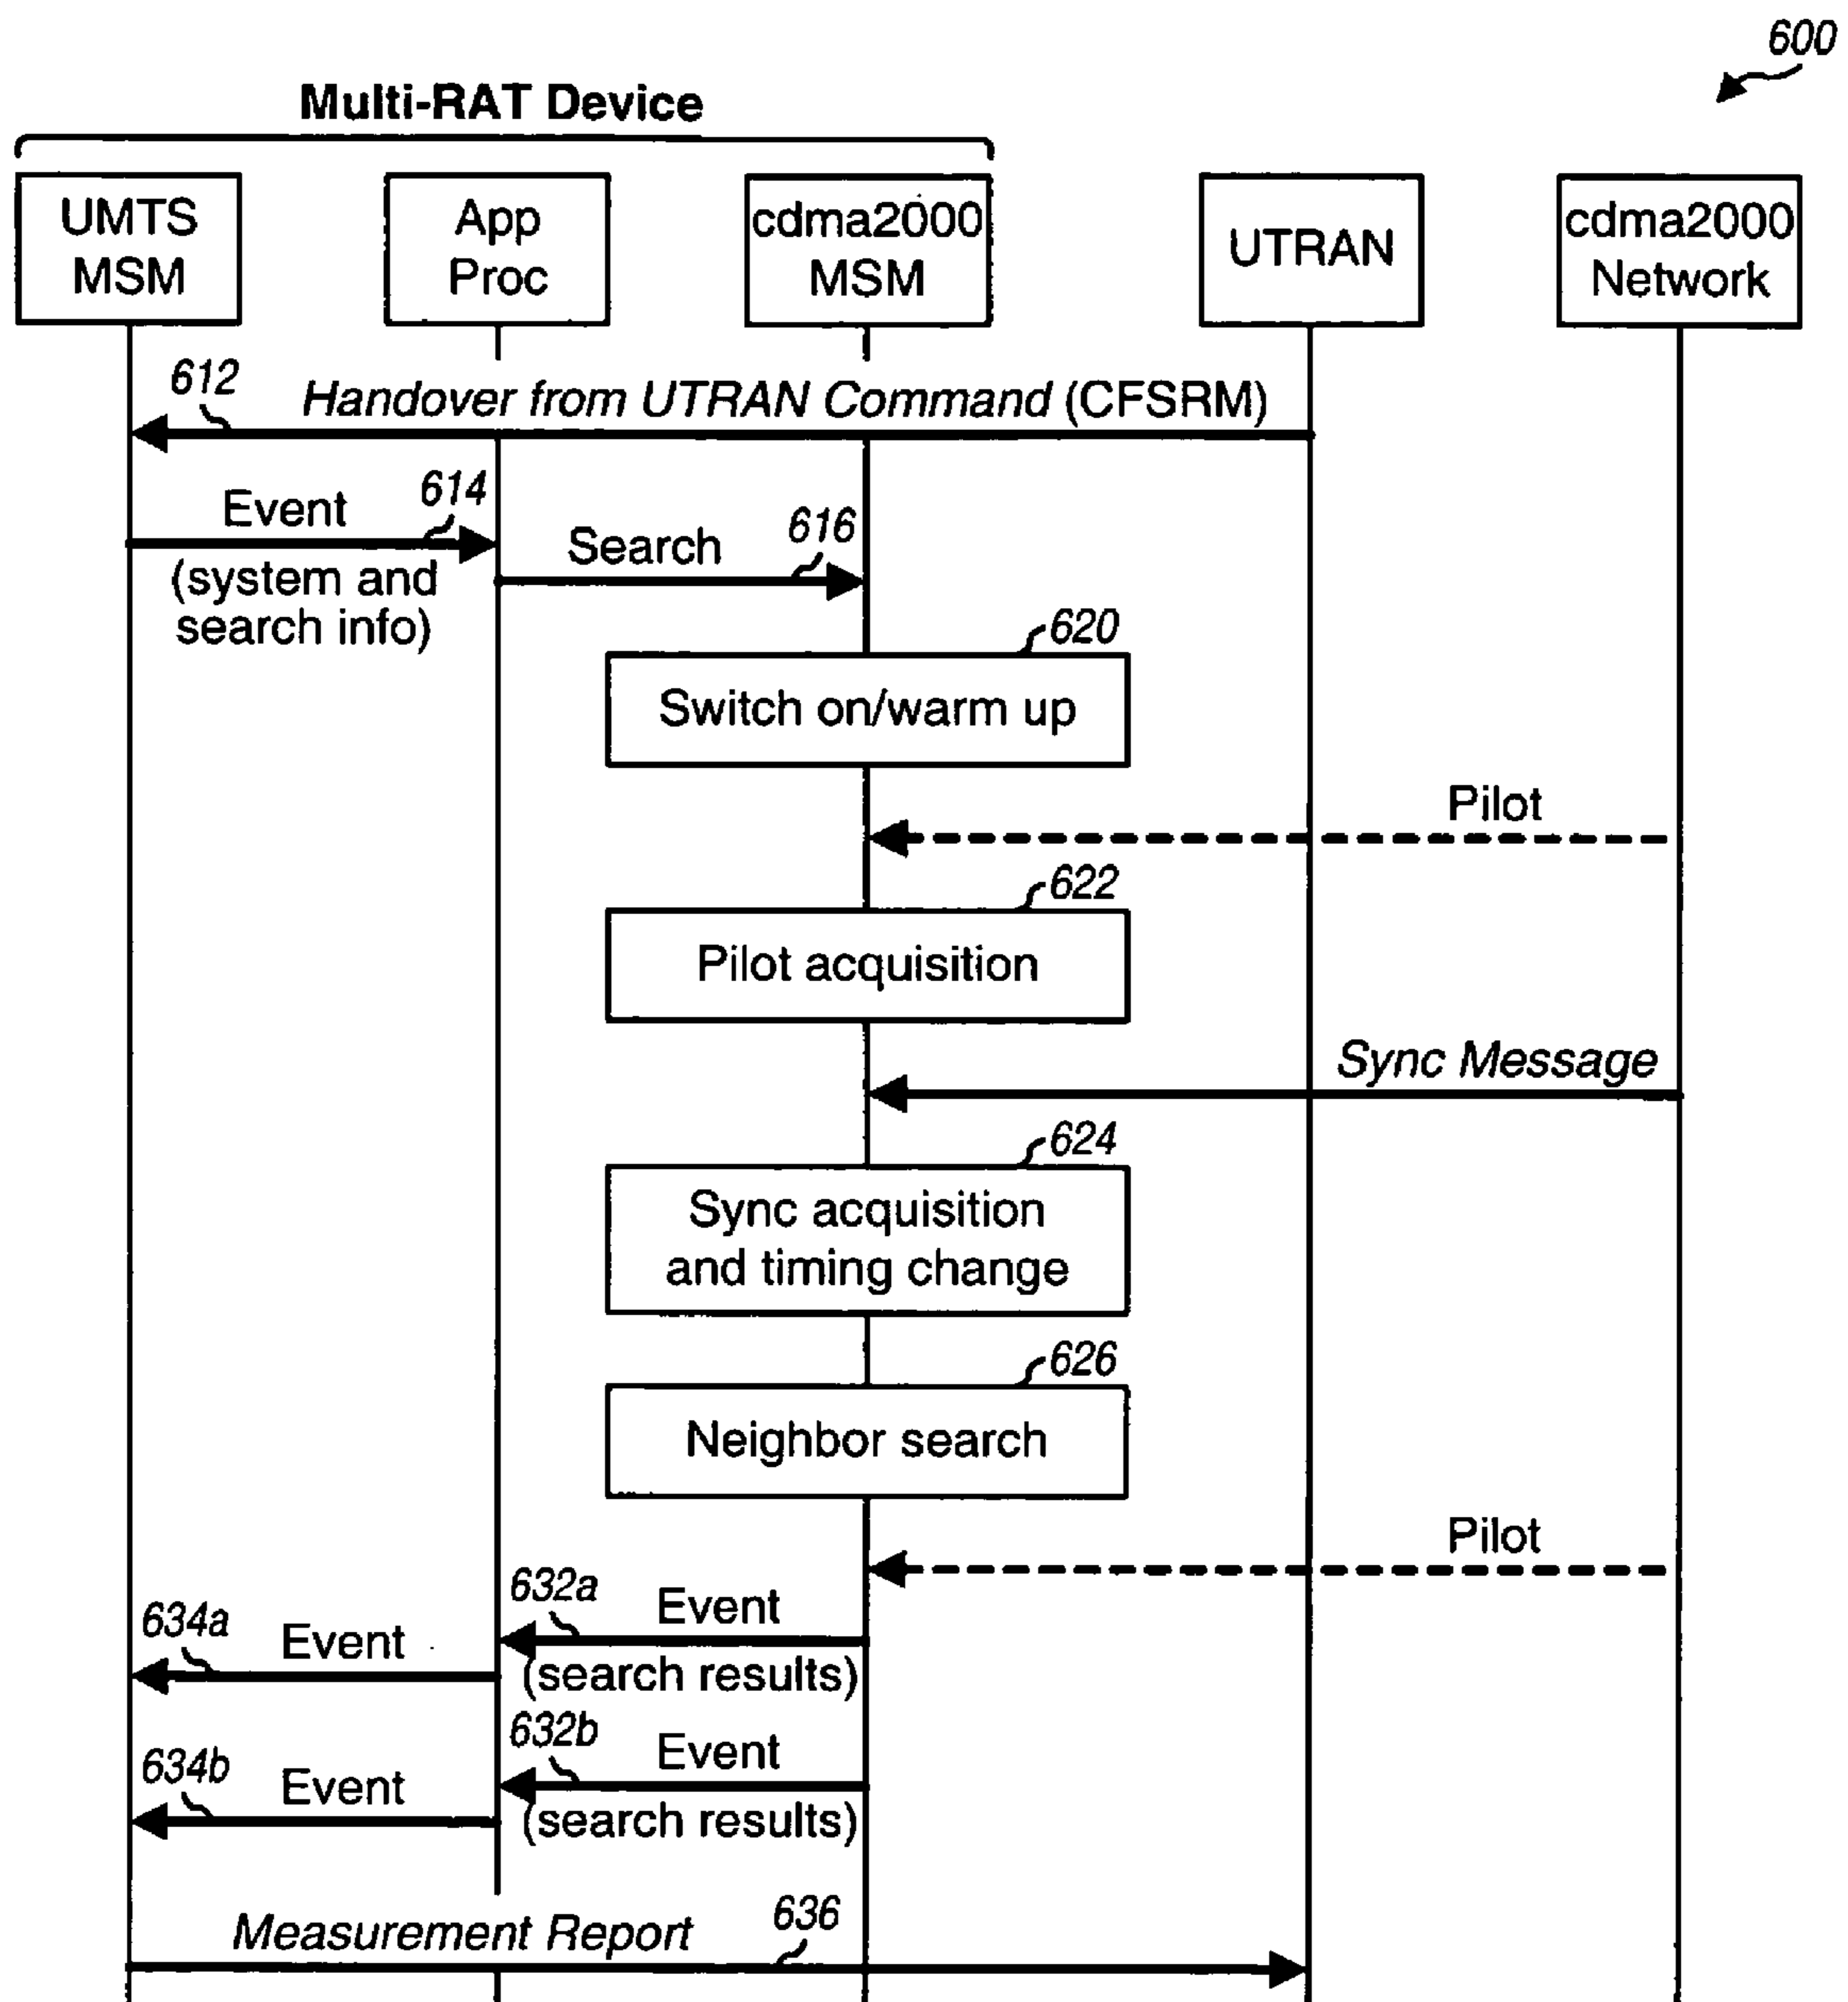 600
Multi-RAT Device
UMTS
MSM
App
Proc
cdma2000
MSM
UTRAN
cdma2000
Network
612
Handover from UTRAN Command (CFSRM)
614
Event
(system and
search info)
616
Search
620
Switch on/warm up
Pilot
622
Pilot acquisition
Sync Message
624
Sync acquisition
and timing change
626
Neighbor search
Pilot
632a
Event
(search results)
634a
Event
632b
Event
(search results)
634b
Event
636
Measurement Report